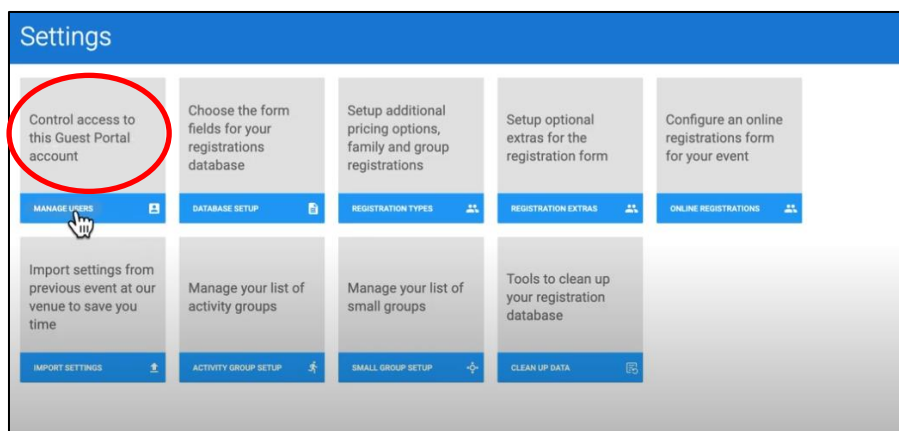 Settings
Control access to
this Guest Portal
account
MANAGE USERS
Choose the form
fields for your
registrations
database
DATABASE SETUP
Setup additional
pricing options,
family and group
registrations
REGISTRATION TYPES
Setup optional
extras for the
registration form
REGISTRATION EXTRAS
Configure an online
registrations form
for your event
ONLINE REGISTRATIONS
Import settings from
previous event at our
venue to save you
time
IMPORT SETTINGS
Manage your list of
activity groups
ACTIVITY GROUP SETUP
Manage your list of
small groups
SMALL GROUP SETUP
Tools to clean up
your registration
database
CLEAN UP DATA